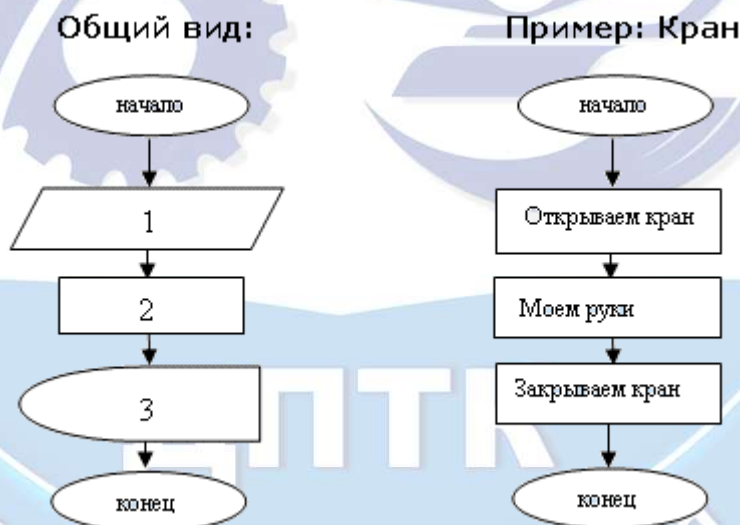 Общий вид:
начало
1
2
3
конец
Пример: Кран
начало
Открываем кран
Моем руки
Закрываем кран
конец